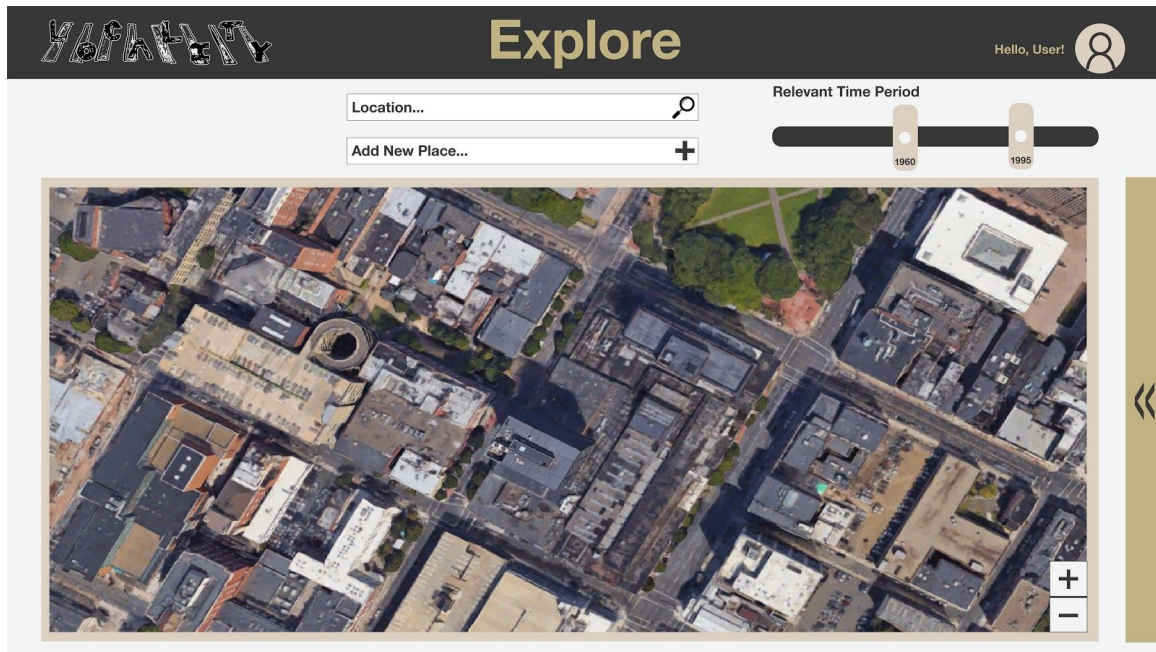 Explore
Hello, User!
Relevant Time Period
Location...
Add New Place...
1960
1995
+
−